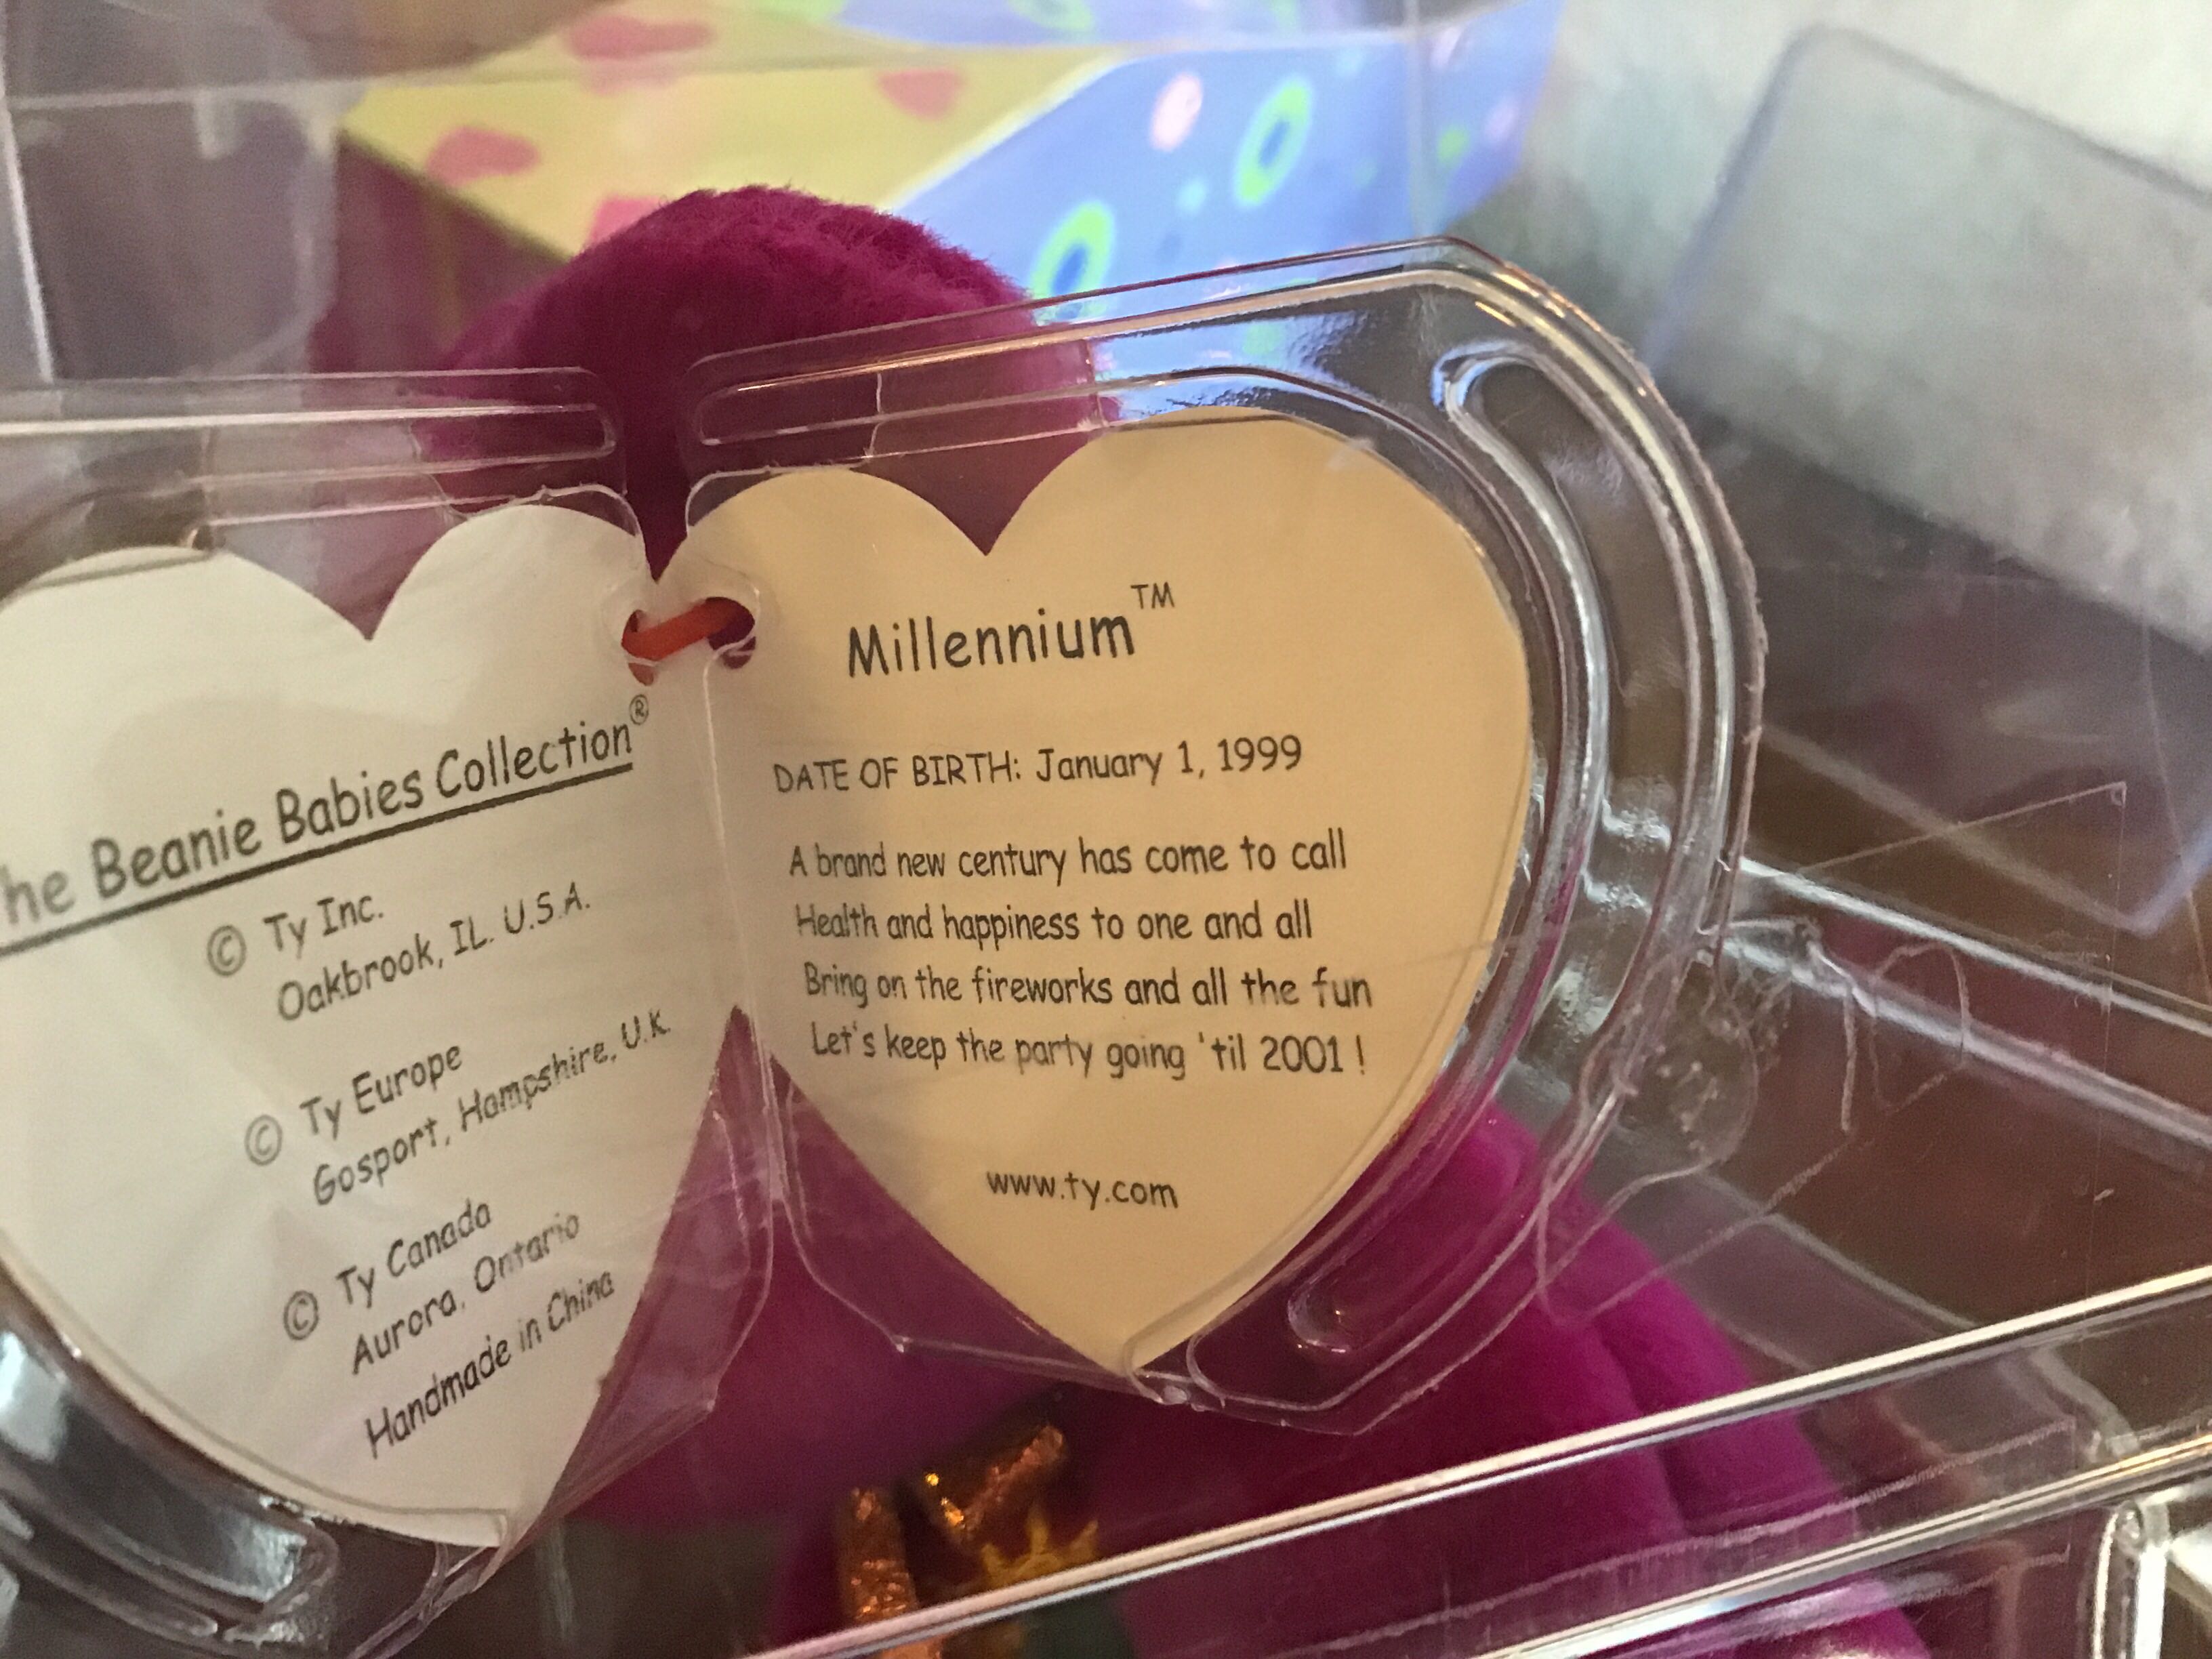 he Beanie Babies Collection®
© Ty Inc.
Oakbrook, IL. U.S.A.
© Ty Europe
Gosport, Hampshire, U.K.
© Ty Canada
Aurora, Ontario
Handmade in China
Millennium™
DATE OF BIRTH: January 1, 1999
A brand new century has come to call
Health and happiness to one and all
Bring on the fireworks and all the fun
Let's keep the party going 'til 2001 !
www.ty.com